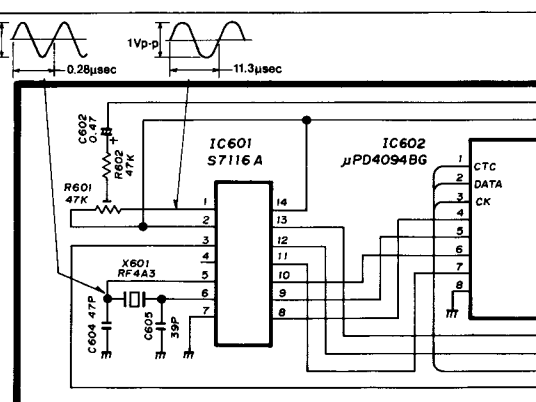 1Vp-p
0.28µsec
11.3µsec
C602
0.47
+
R602
47K
IC601
S7116A
IC602
µPD4094BG
R601
47K
1
2
3
4
5
6
7
14
13
12
11
10
9
8
1
2
3
4
5
6
7
8
CTC
DATA
CK
X601
RF4A3
C604 47P
C605
39P